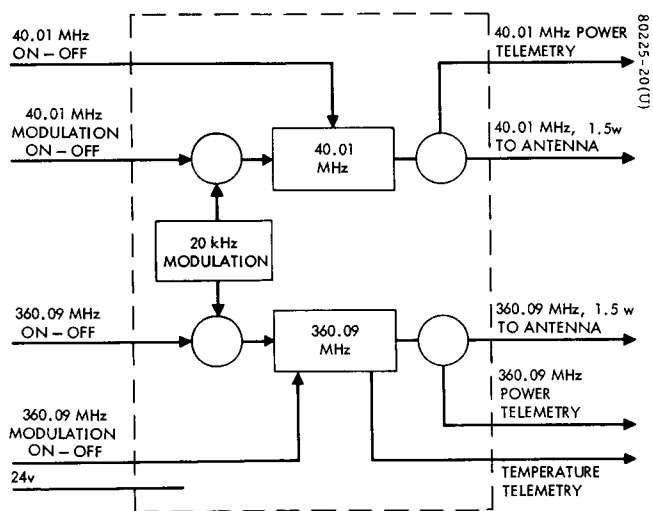 40.01 MHz
ON – OFF
40.01 MHz
MODULATION
ON – OFF
360.09 MHz
ON – OFF
360.09 MHz
MODULATION
ON – OFF
24v
40.01
MHz
20 kHz
MODULATION
360.09
MHz
40.01 MHz POWER
TELEMETRY
40.01 MHz, 1.5w
TO ANTENNA
360.09 MHz, 1.5 w
TO ANTENNA
360.09 MHz
POWER
TELEMETRY
TEMPERATURE
TELEMETRY
80225-20(U)